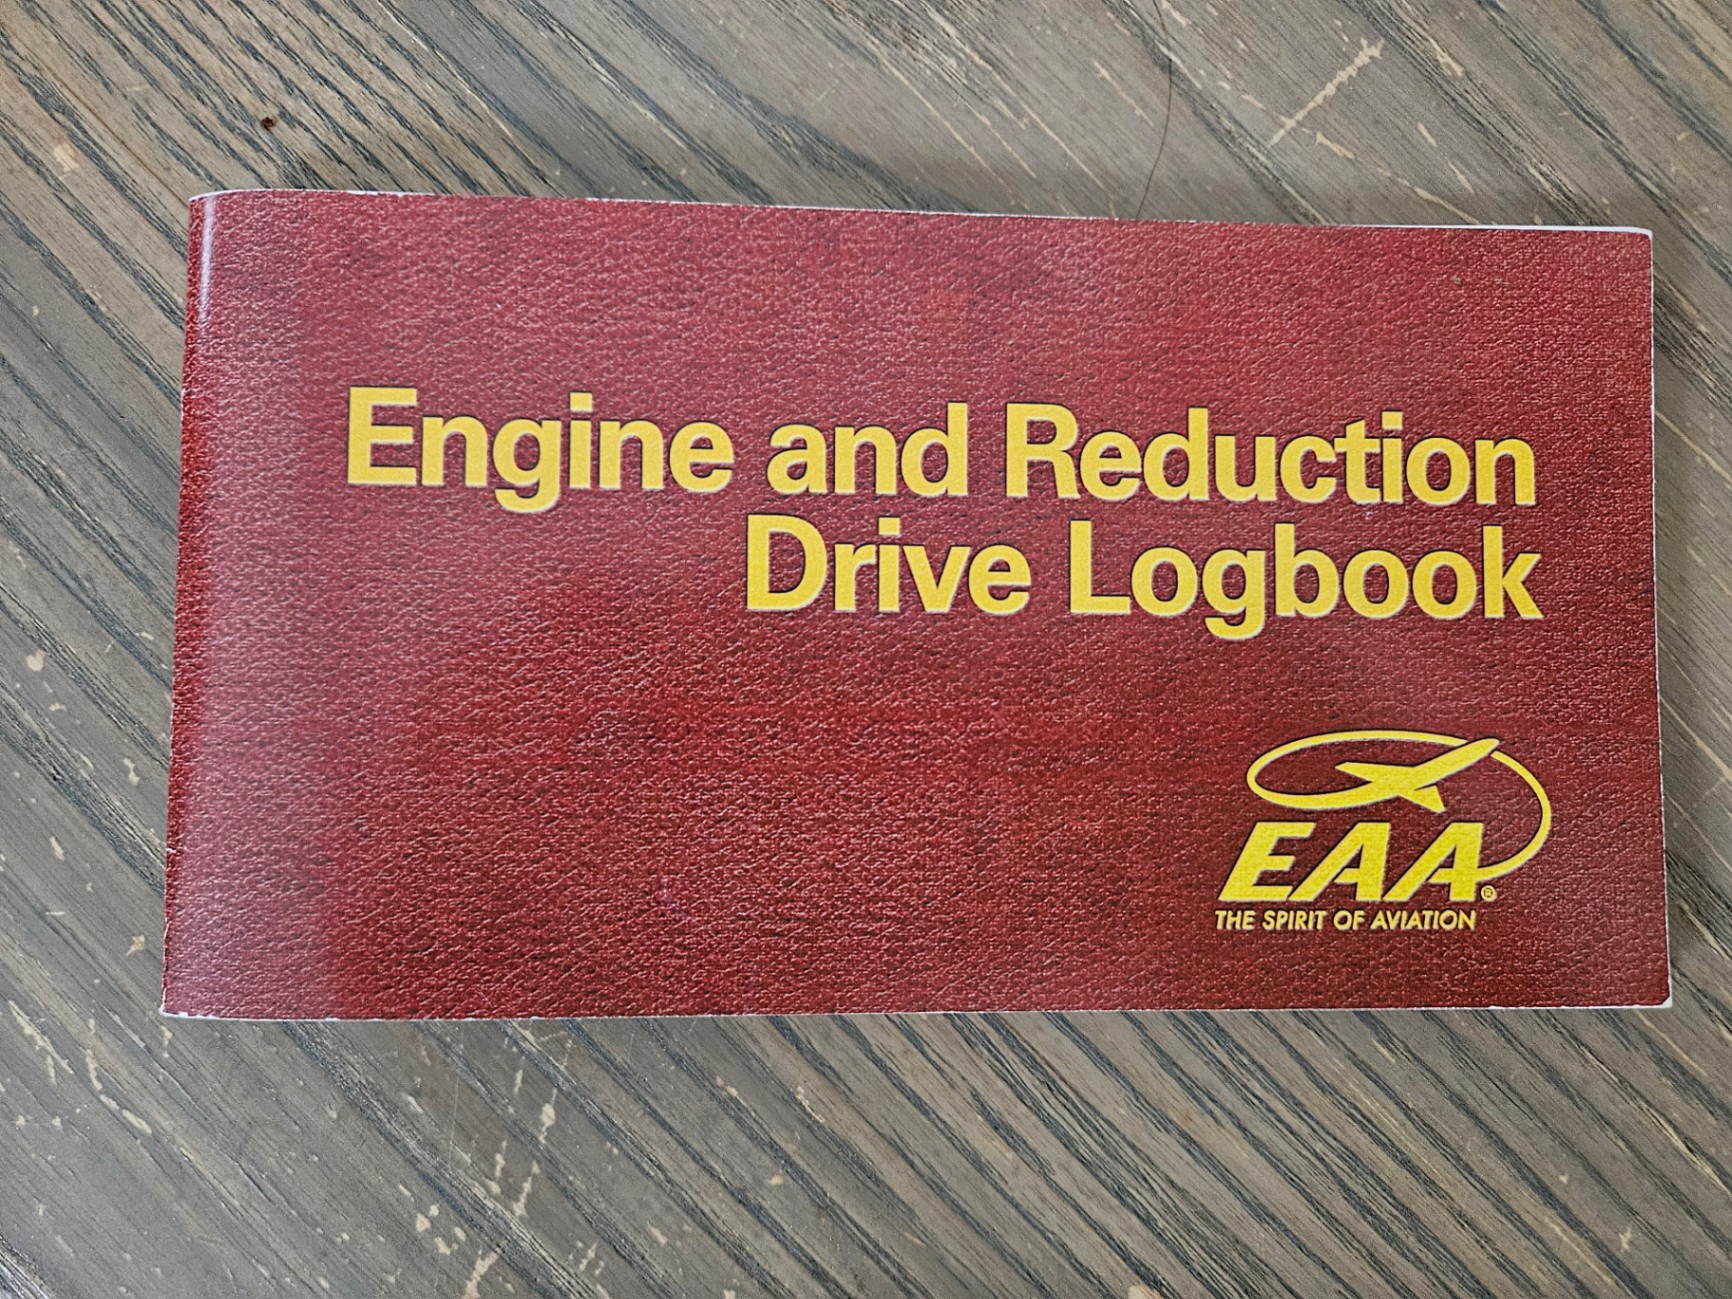 Engine and Reduction
Drive Logbook
EAA®
THE SPIRIT OF AVIATION